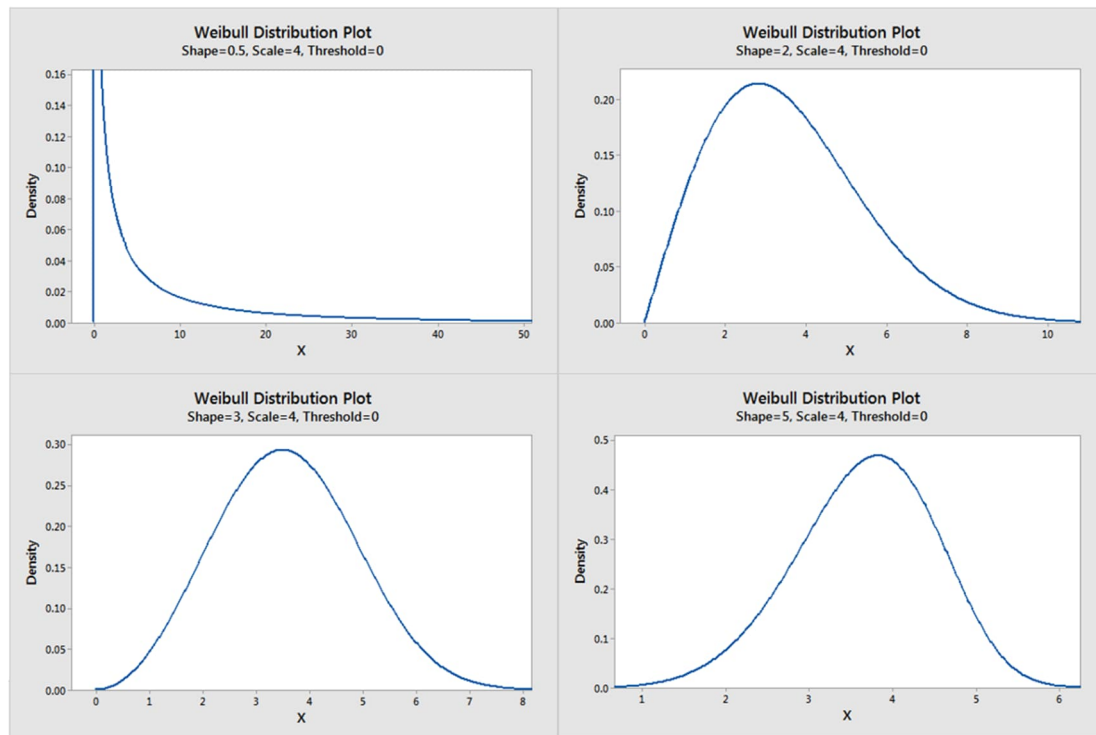 Weibull Distribution Plot
Shape=0.5, Scale=4, Threshold=0
0.16
0.14
0.12
0.10
0.08
0.06
0.04
0.02
0.00
Density
0 10 20 30 40 50
X
Weibull Distribution Plot
Shape=2, Scale=4, Threshold=0
0.20
0.15
0.10
0.05
0.00
Density
0 2 4 6 8 10
X
Weibull Distribution Plot
Shape=3, Scale=4, Threshold=0
0.30
0.25
0.20
0.15
0.10
0.05
0.00
Density
0 1 2 3 4 5 6 7 8
X
Weibull Distribution Plot
Shape=5, Scale=4, Threshold=0
0.5
0.4
0.3
0.2
0.1
0.0
Density
1 2 3 4 5 6
X